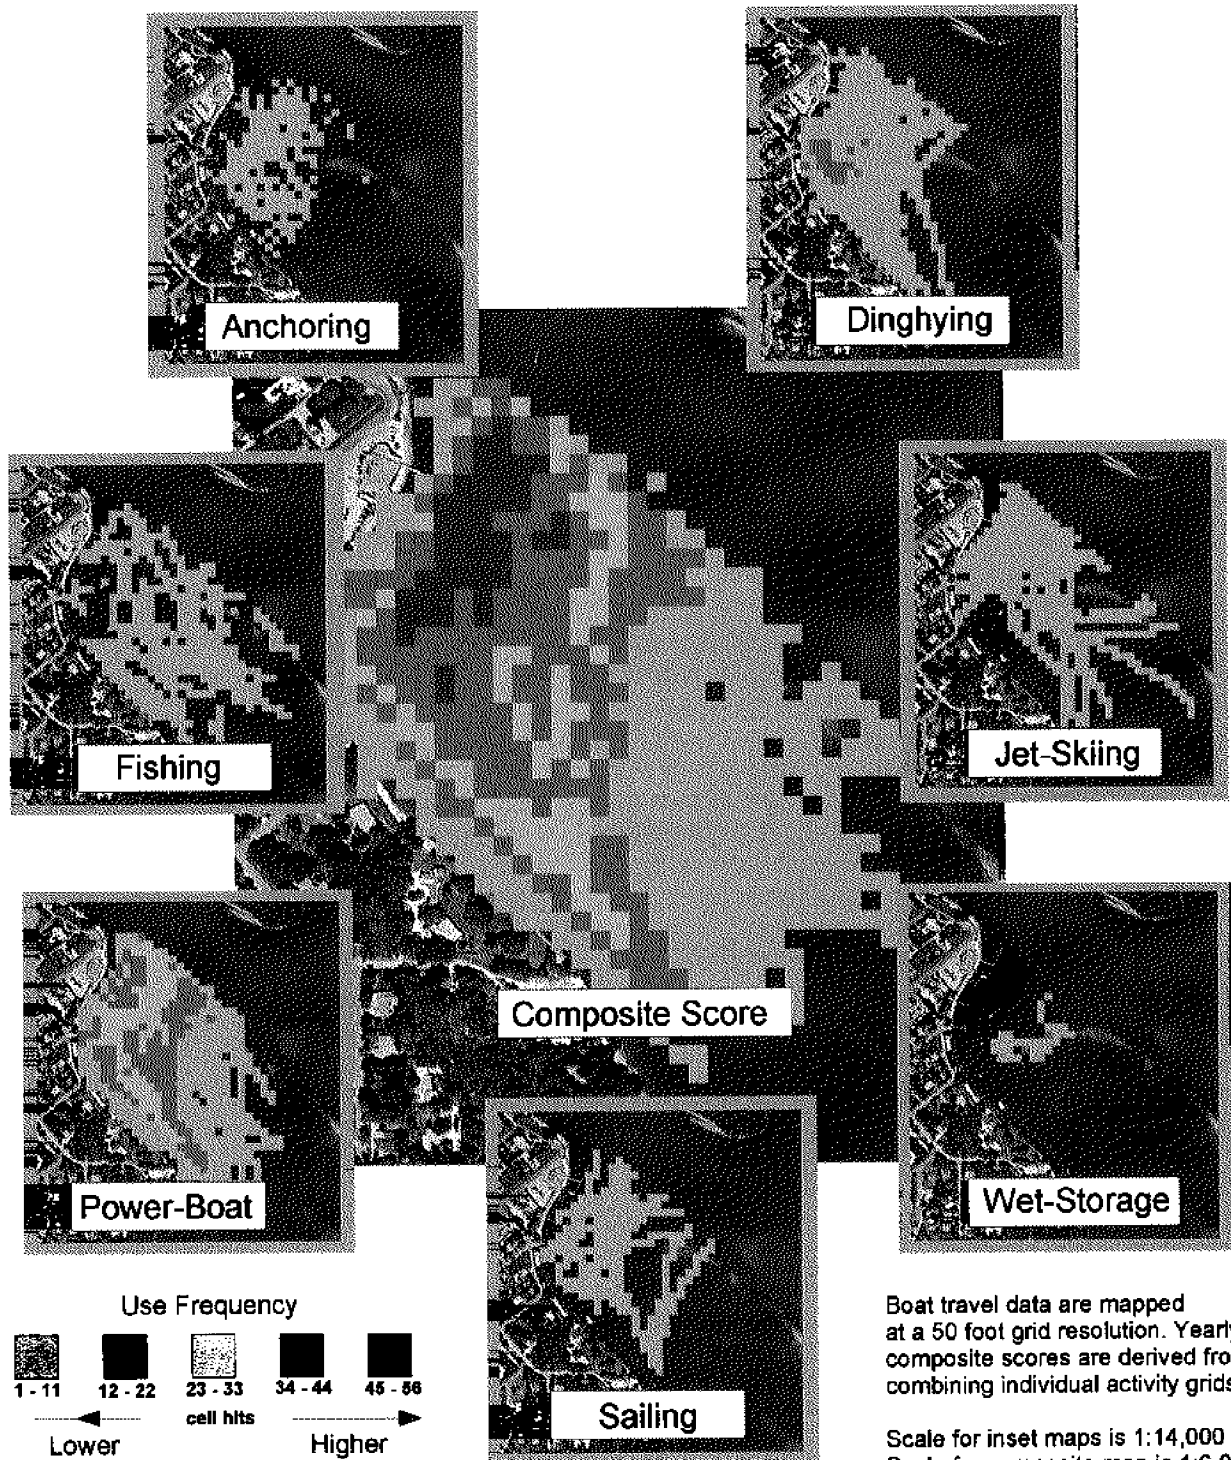 Anchoring
Dinghying
Fishing
Jet-Skiing
Composite Score
Power-Boat
Wet-Storage
Sailing
Use Frequency
1 - 11
12 - 22
23 - 33
34 - 44
45 - 56
cell hits
Lower
Higher
Boat travel data are mapped
at a 50 foot grid resolution. Yearly
composite scores are derived fro
combining individual activity grids
Scale for inset maps is 1:14,000